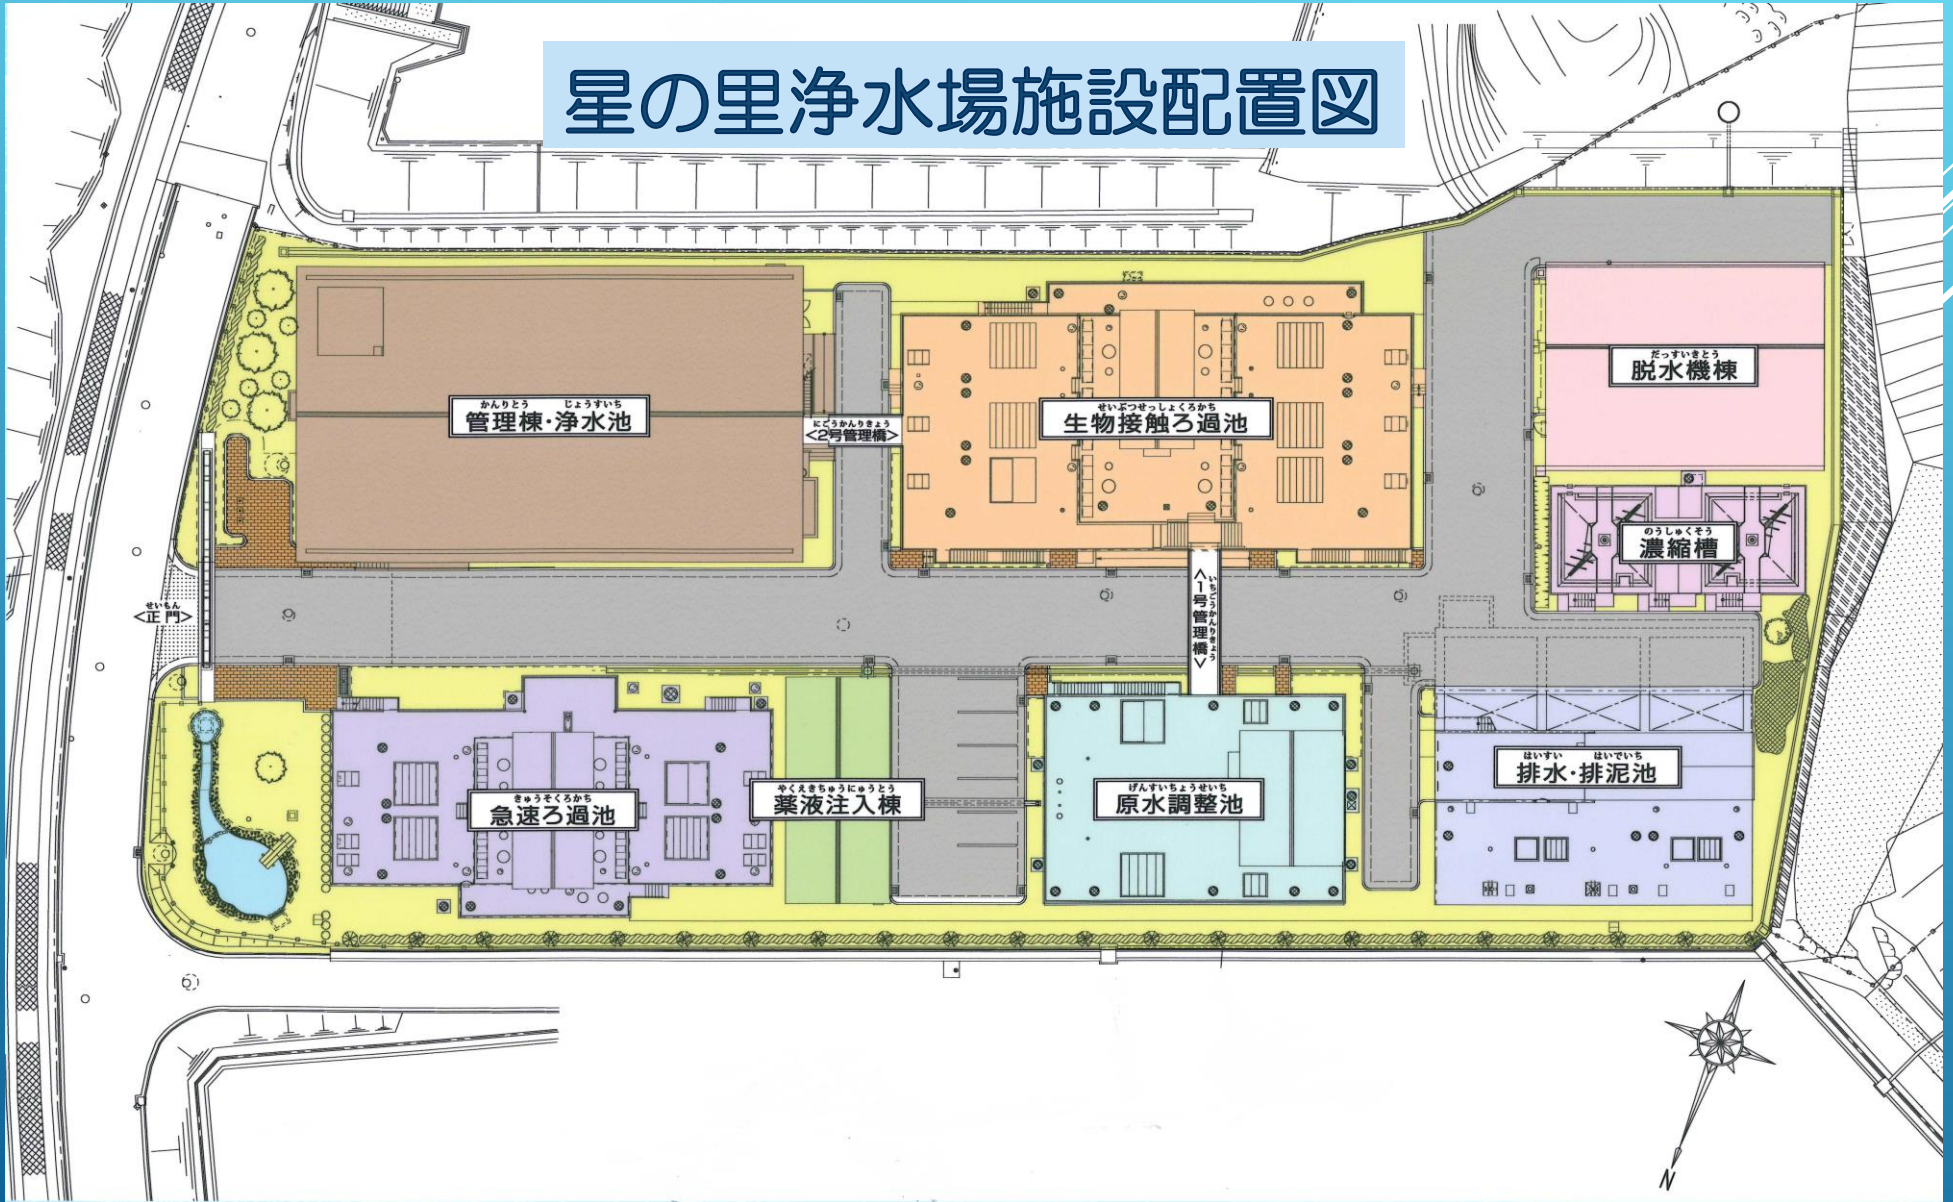 星の里浄水場施設配置図
かんりとう じょうすいち
管理棟・浄水池
にごうかんりきょう
<2号管理橋>
せいぶつせっしょくろかち
生物接触ろ過池
だっすいきとう
脱水機棟
のうしゅくそう
濃縮槽
せいもん
<正門>
いちごうかんりきょう
<1号管理橋>
きゅうそくろかち
急速ろ過池
やくえきちゅうにゅうとう
薬液注入棟
げんすいちょうせいち
原水調整池
はいすい はいでいち
排水・排泥池
N